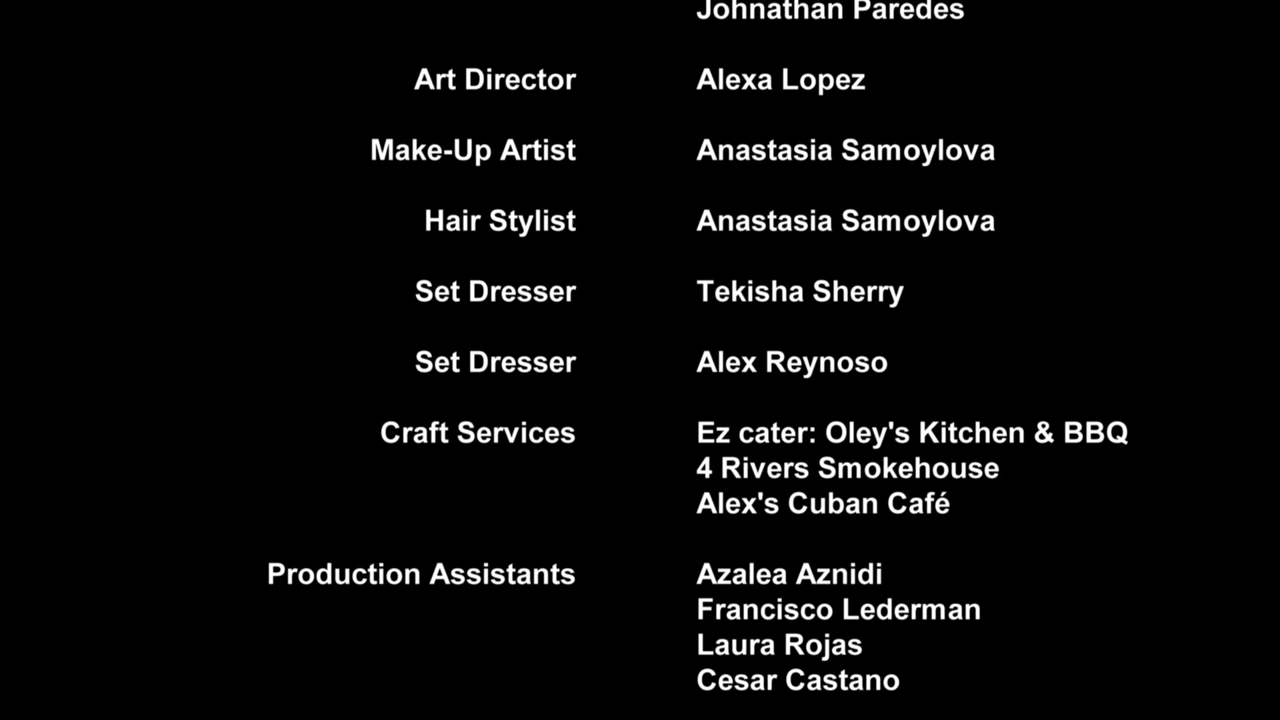 Johnathan Paredes
Art Director Alexa Lopez
Make-Up Artist Anastasia Samoylova
Hair Stylist Anastasia Samoylova
Set Dresser Tekisha Sherry
Set Dresser Alex Reynoso
Craft Services Ez cater: Oley's Kitchen & BBQ
4 Rivers Smokehouse
Alex's Cuban Café
Production Assistants Azalea Aznidi
Francisco Lederman
Laura Rojas
Cesar Castano